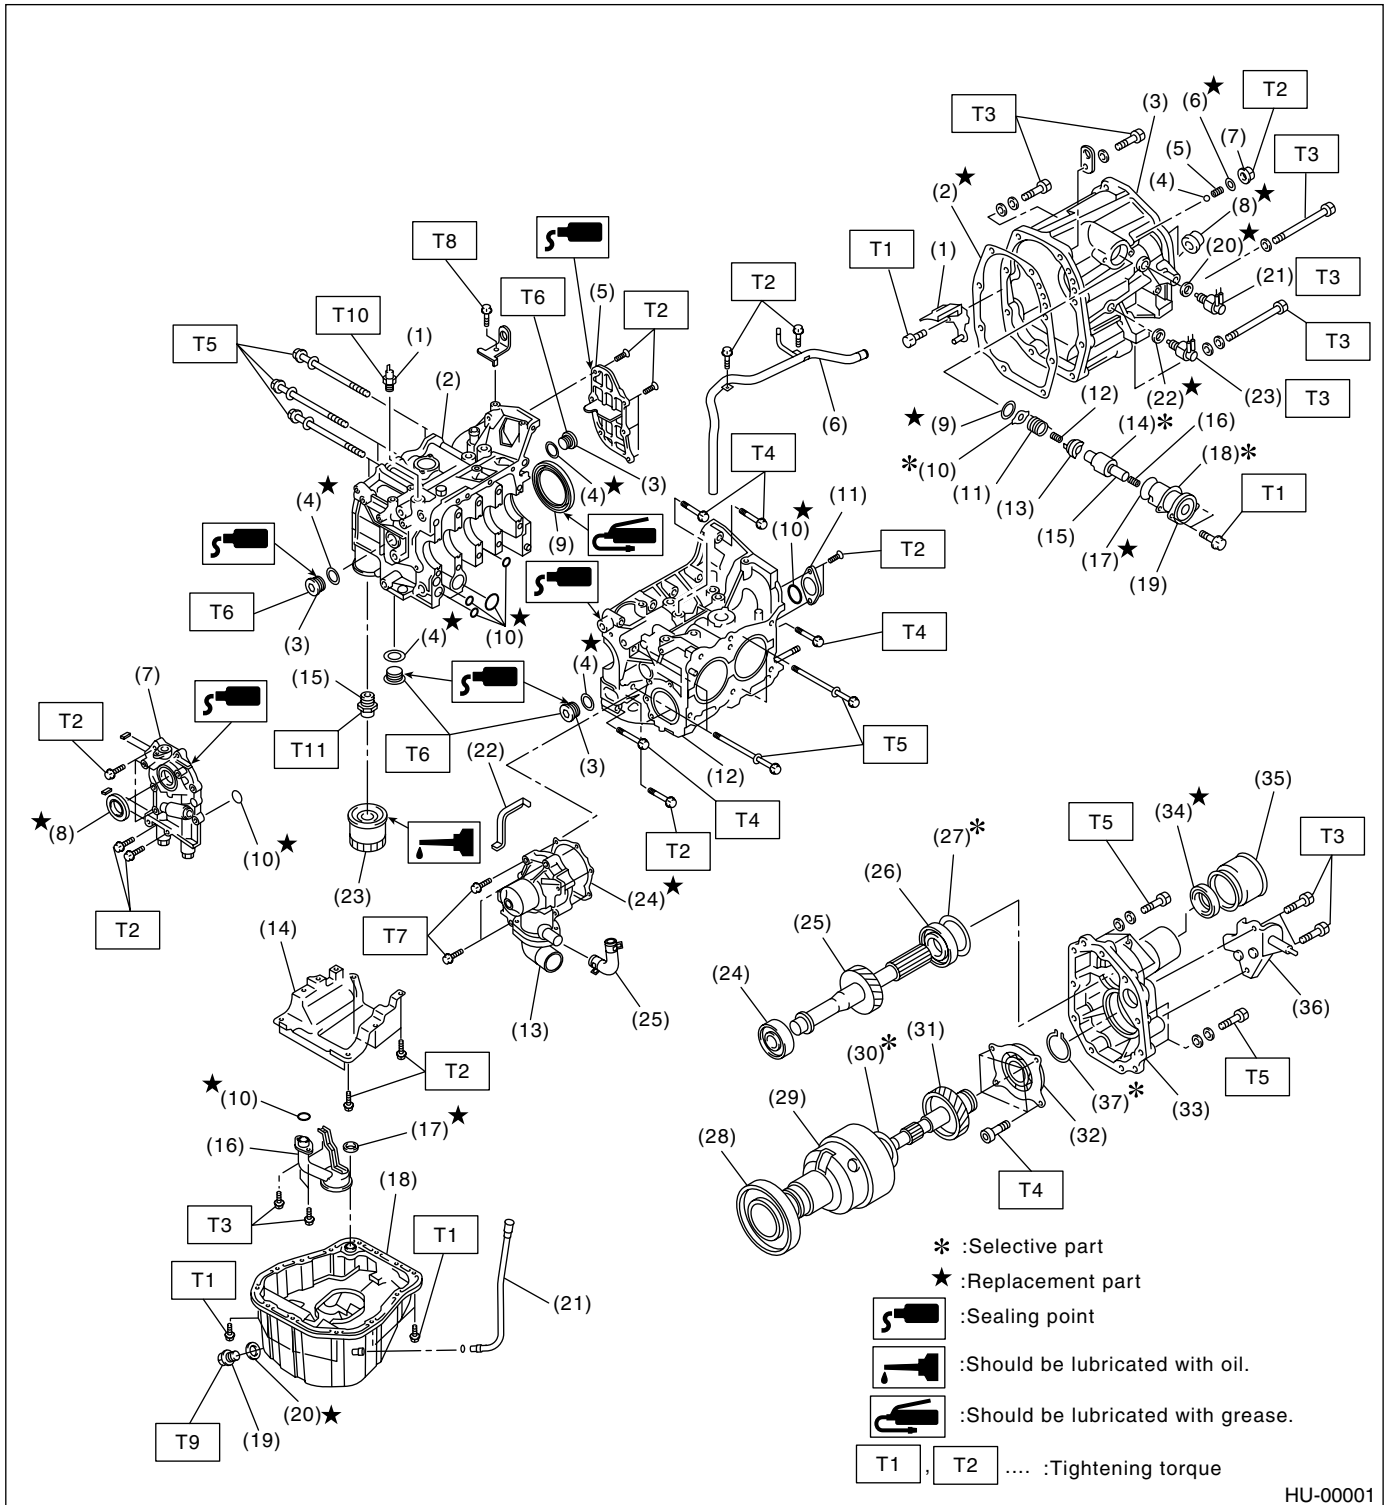 T3
(6)★
T2
(3)
(7)
(5)
T3
(2)★
(4)
(8)★
T8
(20)★
T1
(1)
T2
(21)
T3
T6
(5)
T2
T10
(1)
T5
T3
(2)
(6)
(22)★
(23)
T3
(12)
★(9)
(14)*
(16)
T4
*(10)
(18)*
(4)★
(4)★
(3)
(11)
(11)
(13)
T1
(10)★
(15)
(9)
(17)★
T2
(19)
T6
(3)
(4)★
(10)★
T4
★
(4)
(15)
(7)
T2
T11
T6
(22)
(3)
(12)
T5
(35)
(34)★
T5
T4
★(8)
(10)★
T2
(27)*
T3
(23)
(24)★
(26)
T2
T7
(25)
(14)
(24)
(36)
(13)
(25)
(31)
(30)*
T2
T5
(37)*
(33)
★(10)
(29)
(32)
(17)★
(16)
(28)
(18)
T4
T3
T1
T1
(21)
(20)★
(19)
T9
* :Selective part
★ :Replacement part
:Sealing point
:Should be lubricated with oil.
:Should be lubricated with grease.
T1 , T2 .... :Tightening torque
HU-00001